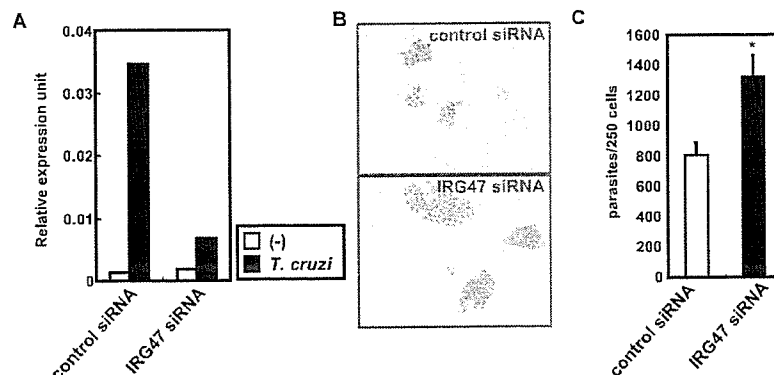 A
Relative expression unit
0.04
0.03
0.02
0.01
0
control siRNA
IRG47 siRNA
(-)
T. cruzi
B
control siRNA
IRG47 siRNA
C
parasites/250 cells
1600
1400
1200
1000
800
600
400
200
0
*
control siRNA
IRG47 siRNA